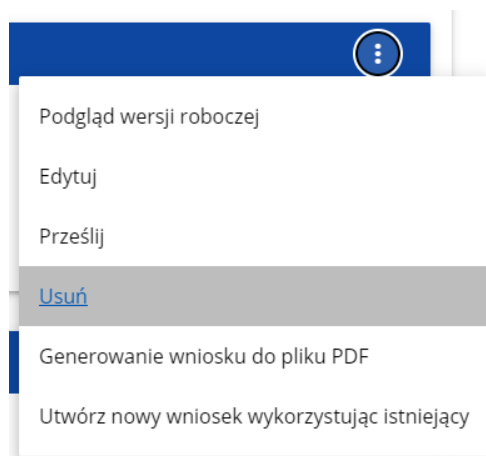 Podgląd wersji roboczej
Edytuj
Prześlij
Usuń
Generowanie wniosku do pliku PDF
Utwórz nowy wniosek wykorzystując istniejący